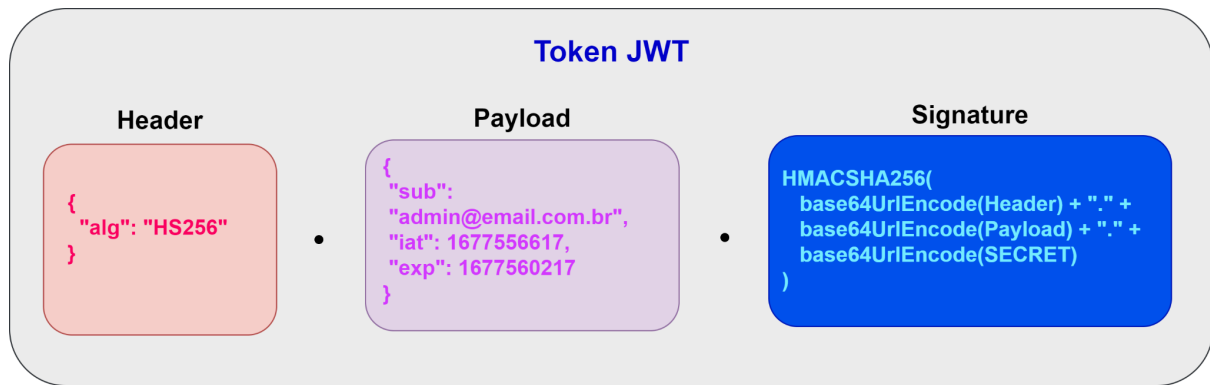 Token JWT
Header
{
"alg": "HS256"
}
•
Payload
{
"sub":
"admin@email.com.br",
"iat": 1677556617,
"exp": 1677560217
}
•
Signature
HMACSHA256(
base64UrlEncode(Header) + "." +
base64UrlEncode(Payload) + "." +
base64UrlEncode(SECRET)
)